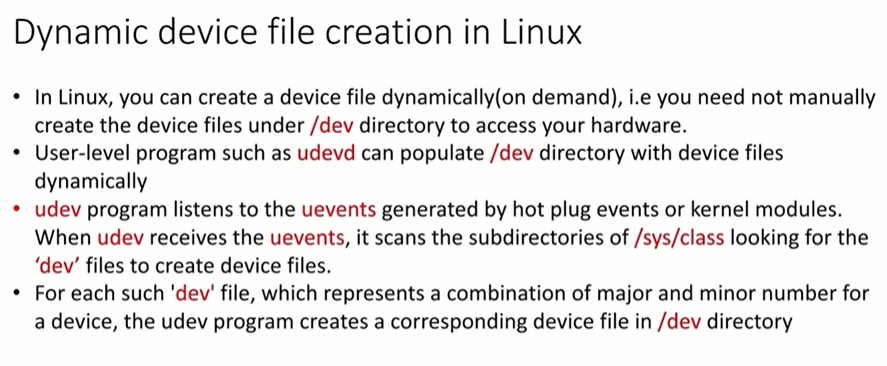 Dynamic device file creation in Linux
• In Linux, you can create a device file dynamically(on demand), i.e you need not manually
create the device files under /dev directory to access your hardware.
• User-level program such as udevd can populate /dev directory with device files
dynamically
• udev program listens to the uevents generated by hot plug events or kernel modules.
When udev receives the uevents, it scans the subdirectories of /sys/class looking for the
‘dev’ files to create device files.
• For each such 'dev' file, which represents a combination of major and minor number for
a device, the udev program creates a corresponding device file in /dev directory